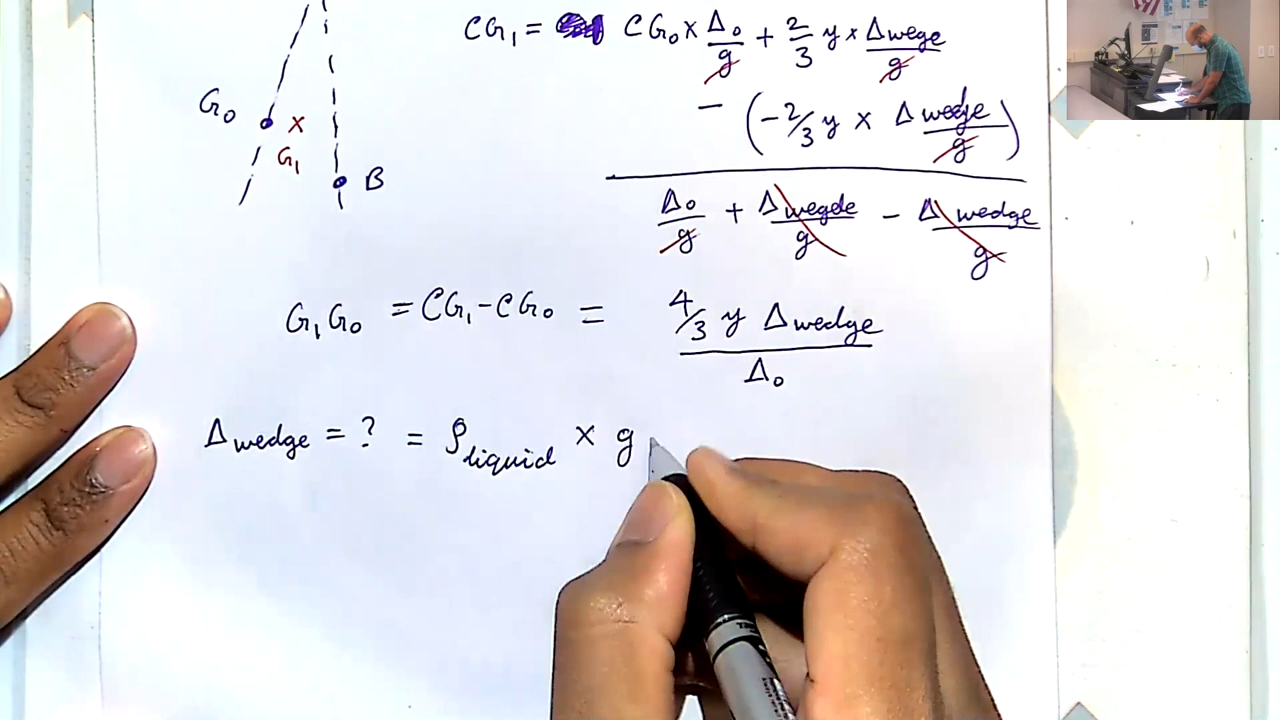 CG₁ = CG₀ × Δ₀/g + 2/3 y × Δwege/g
- (-2/3 y × Δwedge/g)
Δ₀/g + Δwegde/g - Δwedge/g
G₀
G₁
B
G₁G₀ = CG₁-CG₀ = 4/3 y Δwedge / Δ₀
Δwedge = ? = ρliquid × g